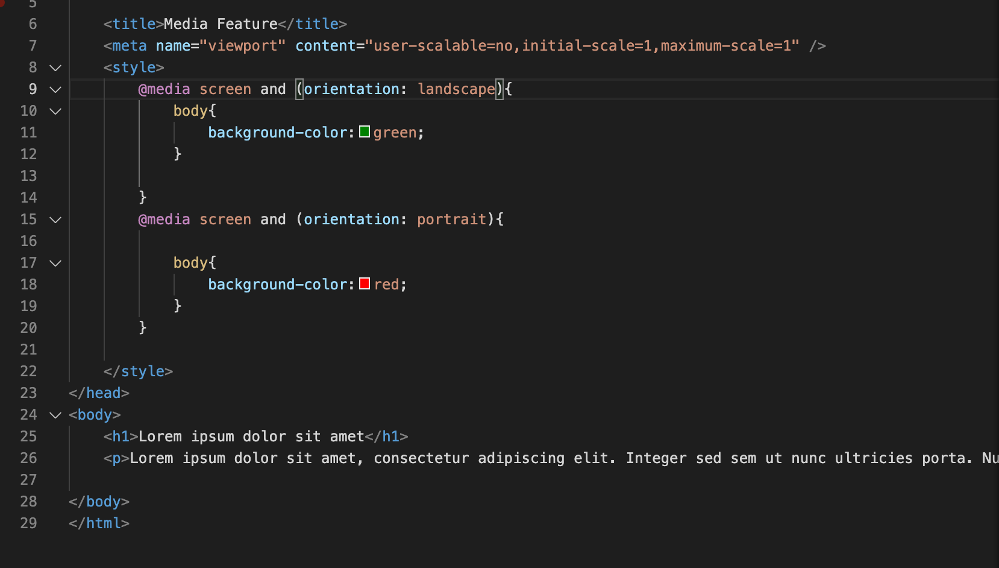 5
6 <title>Media Feature</title>
7 <meta name="viewport" content="user-scalable=no,initial-scale=1,maximum-scale=1" />
8 <style>
9 @media screen and (orientation: landscape){
10 body{
11 background-color: green;
12 }
13
14 }
15 @media screen and (orientation: portrait){
16
17 body{
18 background-color: red;
19 }
20 }
21
22 </style>
23 </head>
24 <body>
25 <h1>Lorem ipsum dolor sit amet</h1>
26 <p>Lorem ipsum dolor sit amet, consectetur adipiscing elit. Integer sed sem ut nunc ultricies porta. Nu
27
28 </body>
29 </html>